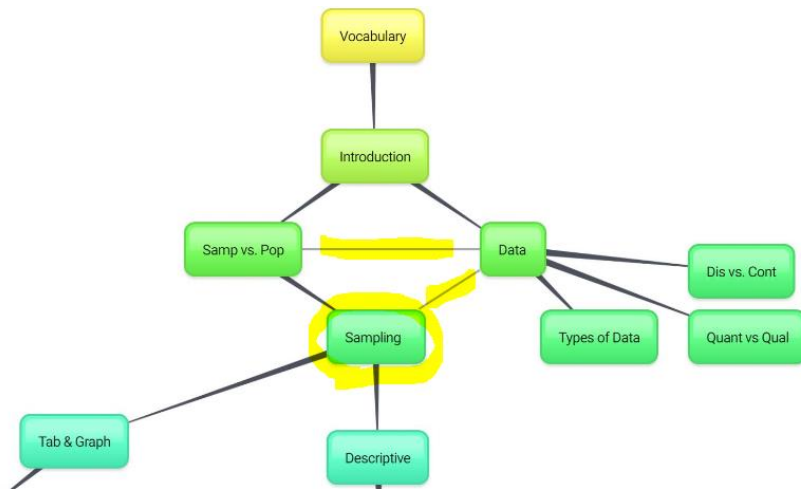 Vocabulary
Introduction
Samp vs. Pop
Data
Dis vs. Cont
Sampling
Types of Data
Quant vs Qual
Tab & Graph
Descriptive